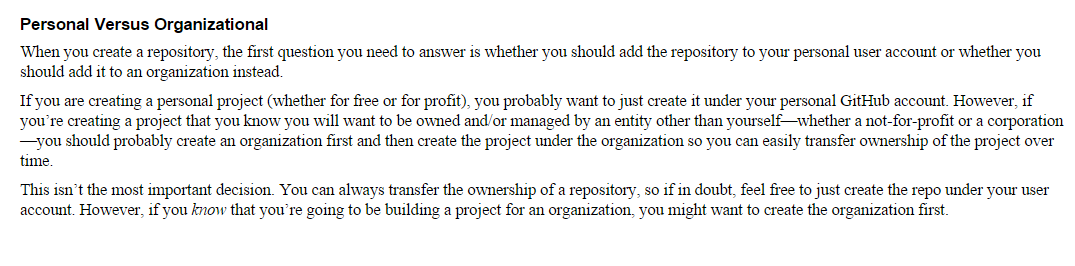 Personal Versus Organizational
When you create a repository, the first question you need to answer is whether you should add the repository to your personal user account or whether you
should add it to an organization instead.
If you are creating a personal project (whether for free or for profit), you probably want to just create it under your personal GitHub account. However, if
you’re creating a project that you know you will want to be owned and/or managed by an entity other than yourself—whether a not-for-profit or a corporation
—you should probably create an organization first and then create the project under the organization so you can easily transfer ownership of the project over
time.
This isn’t the most important decision. You can always transfer the ownership of a repository, so if in doubt, feel free to just create the repo under your user
account. However, if you know that you’re going to be building a project for an organization, you might want to create the organization first.